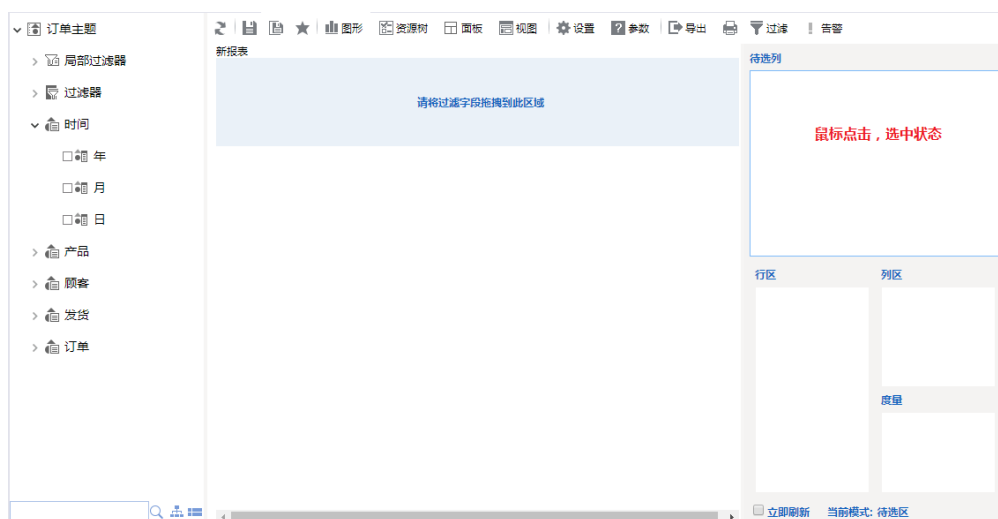 订单主题
局部过滤器
过滤器
时间
年
月
日
产品
顾客
发货
订单
图形 资源树 面板 视图 设置 ?参数 导出 过滤 ! 告警
新报表
请将过滤字段拖拽到此区域
待选列
鼠标点击，选中状态
行区 列区
度量
立即刷新 当前模式: 待选区